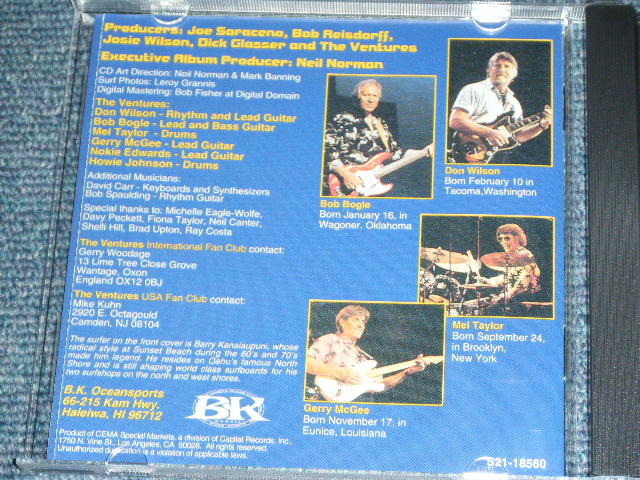 Producers: Joe Saraceno, Bob Reisdorff,
Josie Wilson, Dick Glasser and The Ventures
Executive Album Producer: Neil Norman
CD Art Direction: Neil Norman & Mark Banning
Surf Photos: Leroy Grannis
Digital Mastering: Bob Fisher at Digital Domain
The Ventures:
Don Wilson - Rhythm and Lead Guitar
Bob Bogle - Lead and Bass Guitar
Mel Taylor - Drums
Gerry McGee - Lead Guitar
Nokie Edwards - Lead Guitar
Howie Johnson - Drums
Additional Musicians:
David Carr - Keyboards and Synthesizers
Bob Spaulding - Rhythm Guitar
Special thanks to: Michelle Eagle-Wolfe,
Davy Peckett, Fiona Taylor, Neil Canter,
Shelli Hill, Brad Upton, Ray Costa
The Ventures International Fan Club contact:
Gerry Woodage
13 Lime Tree Close Grove
Wantage, Oxon
England OX12 0BJ
The Ventures USA Fan Club contact:
Mike Kuhn
2920 E. Octagould
Camden, NJ 08104
The surfer on the front cover is Barry Kanaiaupuni, whose
radical style at Sunset Beach during the 60's and 70's
made him legend. He resides on Oahu's famous North
Shore and is still shaping world class surfboards for his
two surfshops on the north and west shores.
B.K. Oceansports
66-215 Kam Hwy.
Haleiwa, HI 96712
BK
Product of CEMA Special Markets, a division of Capitol Records, Inc.,
1750 N. Vine St., Los Angeles, CA 90028. All rights reserved.
Unauthorized duplication is a violation of applicable laws.
Don Wilson
Born February 10 in
Tacoma,Washington
Bob Bogle
Born January 16, in
Wagoner, Oklahoma
Mel Taylor
Born September 24,
in Brooklyn,
New York
Gerry McGee
Born November 17, in
Eunice, Louisiana
S21-18560